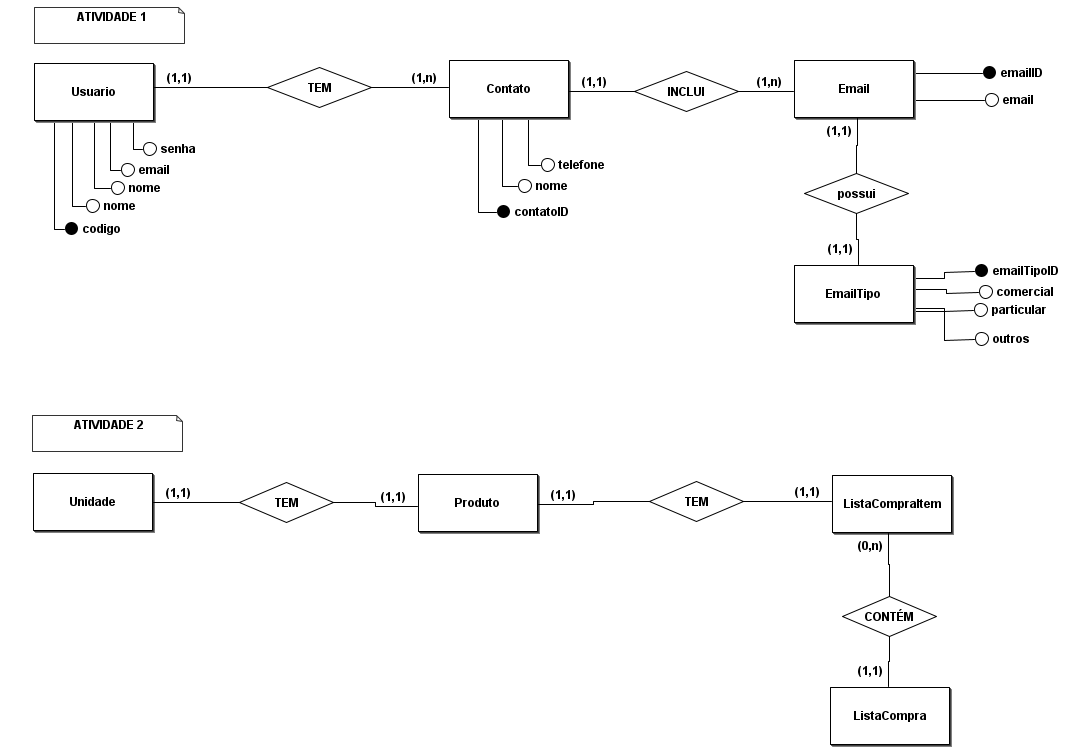 ATIVIDADE 1
Usuario
(1,1)
TEM
(1,n)
Contato
(1,1)
INCLUI
(1,n)
Email
emailID
email
senha
email
nome
nome
codigo
telefone
nome
contatoID
(1,1)
possui
(1,1)
EmailTipo
emailTipoID
comercial
particular
outros
ATIVIDADE 2
Unidade
(1,1)
TEM
(1,1)
Produto
(1,1)
TEM
(1,1)
ListaCompraItem
(0,n)
CONTÉM
(1,1)
ListaCompra